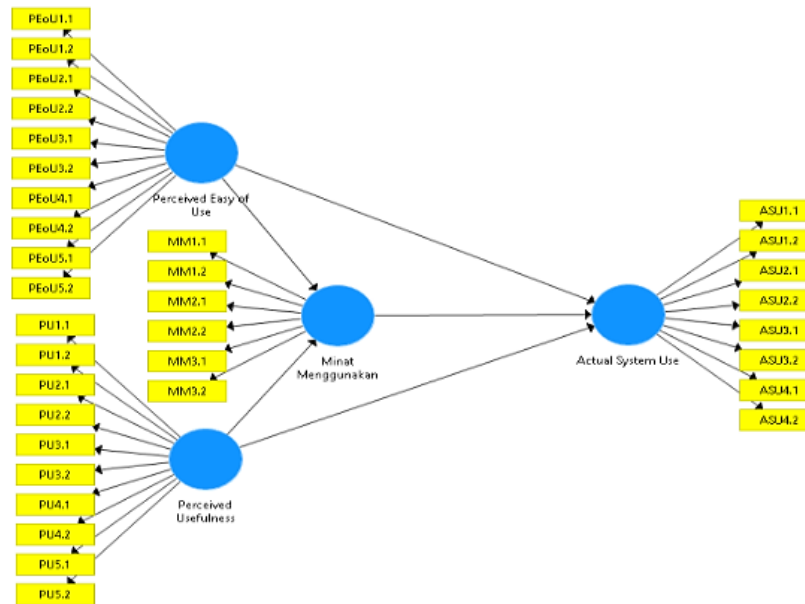 PEoU1.1
PEoU1.2
PEoU2.1
PEoU2.2
PEoU3.1
PEoU3.2
PEoU4.1
PEoU4.2
PEoU5.1
PEoU5.2
Perceived Easy of
Use
MM1.1
MM1.2
MM2.1
MM2.2
MM3.1
MM3.2
Minat
Menggunakan
PU1.1
PU1.2
PU2.1
PU2.2
PU3.1
PU3.2
PU4.1
PU4.2
PU5.1
PU5.2
Perceived
Usefulness
Actual System Use
ASU1.1
ASU1.2
ASU2.1
ASU2.2
ASU3.1
ASU3.2
ASU4.1
ASU4.2